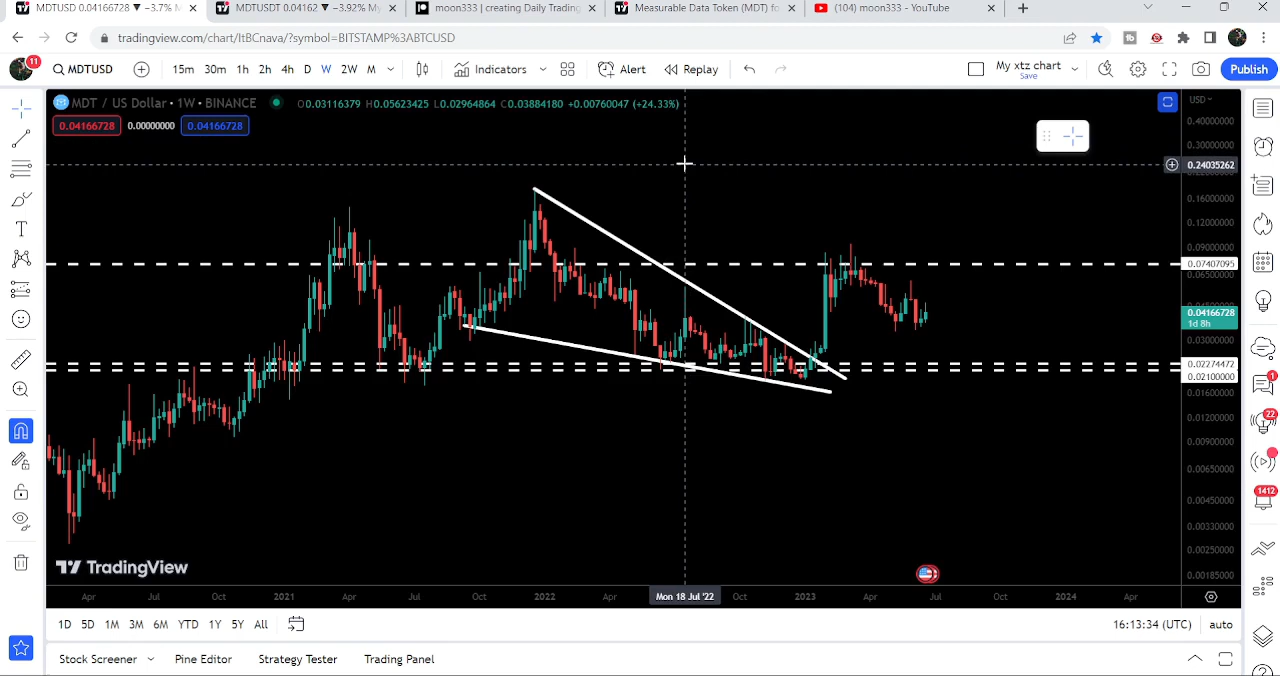 MDTUSD 0.04166728 ▼ −3.7% M
MDTUSDT 0.04162 ▼ −3.92% My
moon333 | creating Daily Trading
Measurable Data Token (MDT) fo
(104) moon333 - YouTube
tradingview.com/chart/ItBCnava/?symbol=BITSTAMP%3ABTCUSD
11
MDTUSD
15m 30m 1h 2h 4h D W 2W M
Indicators
Alert
Replay
My xtz chart
Save
Publish
MDT / US Dollar • 1W • BINANCE
O0.03116379 H0.05623425 L0.02964864 C0.03884180 +0.00760047 (+24.33%)
0.04166728 0.00000000 0.04166728
USD
0.40000000
0.30000000
0.24035262
0.16000000
0.12000000
0.09000000
0.07407095
0.06500000
0.04166728
1d 8h
0.03000000
0.02274472
0.02100000
0.01600000
0.01200000
0.00900000
0.00650000
0.00450000
0.00330000
0.00250000
0.00185000
1
22
1412
TradingView
Apr Jul Oct 2021 Apr Jul Oct 2022 Apr Mon 18 Jul '22 Oct 2023 Apr Jul Oct 2024 Apr
1D 5D 1M 3M 6M YTD 1Y 5Y All
16:13:34 (UTC) auto
Stock Screener
Pine Editor
Strategy Tester
Trading Panel